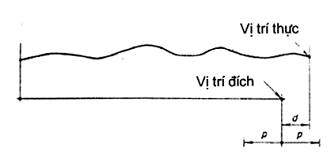 Vị trí thực
Vị trí đích
d
p p